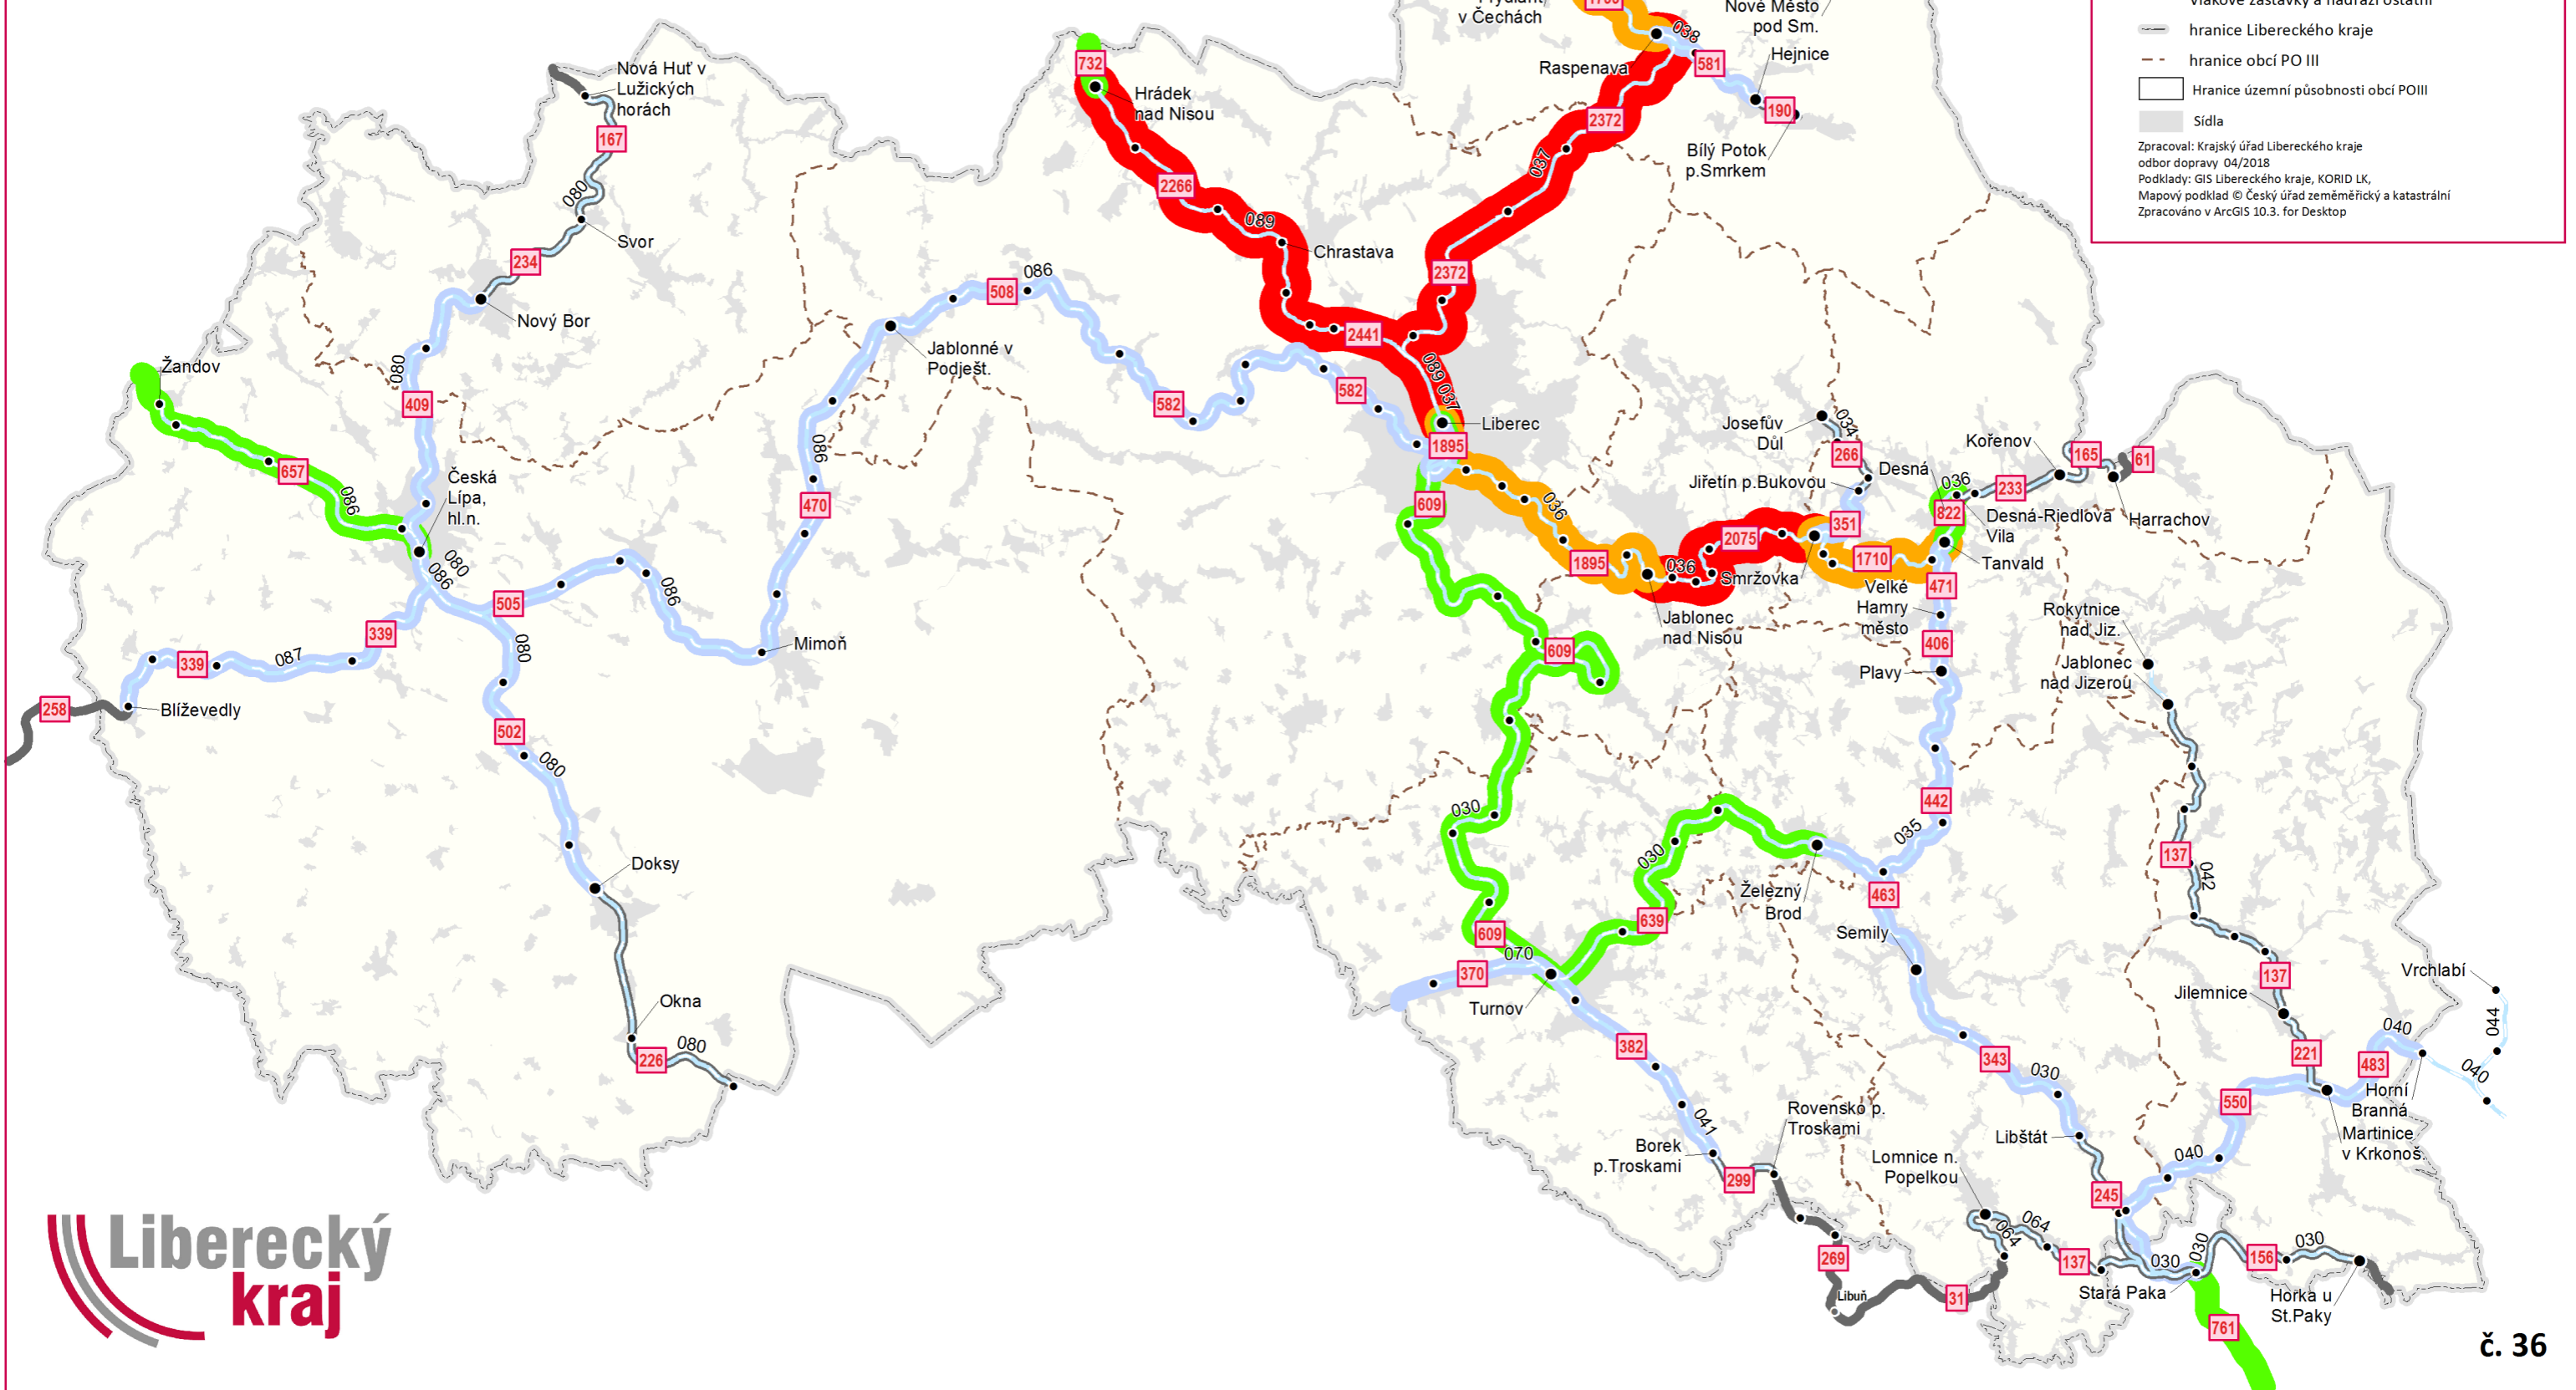 Frýdlant
v Čechách
Nové Město
pod Sm.
038
Raspenava
581
Hejnice
190
Bílý Potok
p.Smrkem
2372
037
2372
vlakové zastávky a nádraží ostatní
hranice Libereckého kraje
hranice obcí PO III
Hranice územní působnosti obcí POIII
Sídla
Zpracoval: Krajský úřad Libereckého kraje
odbor dopravy 04/2018
Podklady: GIS Libereckého kraje, KORID LK,
Mapový podklad © Český úřad zeměměřický a katastrální
Zpracováno v ArcGIS 10.3. for Desktop
Nová Huť v
Lužických
horách
167
080
Svor
234
Nový Bor
080
409
Žandov
657
086
Česká
Lípa,
hl.n.
080
086
505
086
339
339
087
258
Blíževedly
080
502
080
Doksy
Okna
226
080
Mimoň
470
086
Jablonné v
Podješt.
508
086
582
582
732
Hrádek
nad Nisou
2266
089
Chrastava
2441
089 037
Liberec
1895
609
036
1895
Jablonec
nad Nisou
036
2075
Smržovka
1710
351
Josefův
Důl
034
266
Jiřetín p.Bukovou
Desná
036
822
Desná-Riedlova
Vila
233
Kořenov
165
61
Harrachov
Tanvald
471
Velké
Hamry
město
406
Plavy
442
035
609
030
609
070
370
Turnov
639
030
Železný
Brod
463
Semily
343
030
Libštát
245
382
041
Borek
p.Troskami
299
Rovensko p.
Troskami
269
Libuň
31
Lomnice n.
Popelkou
064
064
137
030
Stará Paka
030
156
030
Horka u
St.Paky
761
Rokytnice
nad Jiz.
Jablonec
nad Jizerou
137
042
137
Jilemnice
221
550
040
483
040
Horní
Branná
Martinice
v Krkonoš.
Vrchlabí
044
040
Liberecký
kraj
č. 36